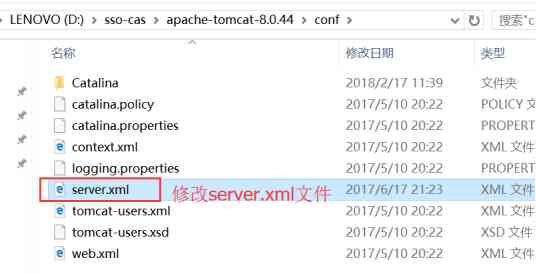 LENOVO (D:) › sso-cas › apache-tomcat-8.0.44 › conf 搜索"c
名称 修改日期 类型
Catalina 2018/2/17 11:39 文件夹
catalina.policy 2017/5/10 20:22 POLICY 文
catalina.properties 2017/5/10 20:22 PROPERT
context.xml 2017/5/10 20:22 XML 文件
logging.properties 2017/5/10 20:22 PROPERT
server.xml 修改server.xml文件 2017/6/17 21:23 XML 文件
tomcat-users.xml 2017/5/10 20:22 XML 文件
tomcat-users.xsd 2017/5/10 20:22 XSD 文件
web.xml 2017/5/10 20:22 XML 文件